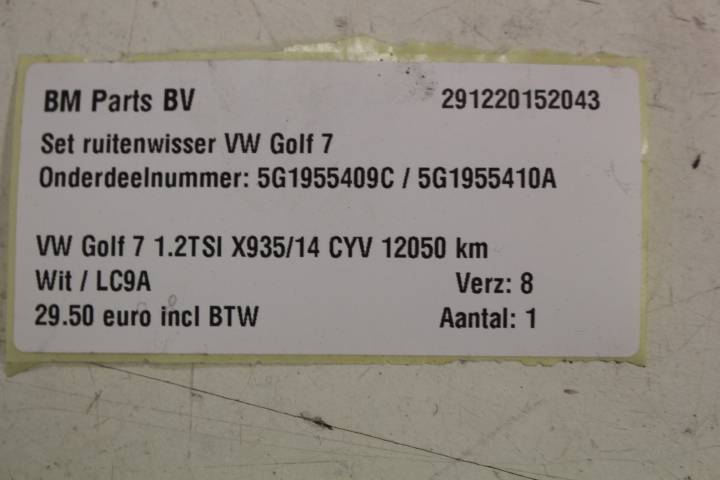 BM Parts BV 291220152043
Set ruitenwisser VW Golf 7
Onderdeelnummer: 5G1955409C / 5G1955410A
VW Golf 7 1.2TSI X935/14 CYV 12050 km
Wit / LC9A Verz: 8
29.50 euro incl BTW Aantal: 1